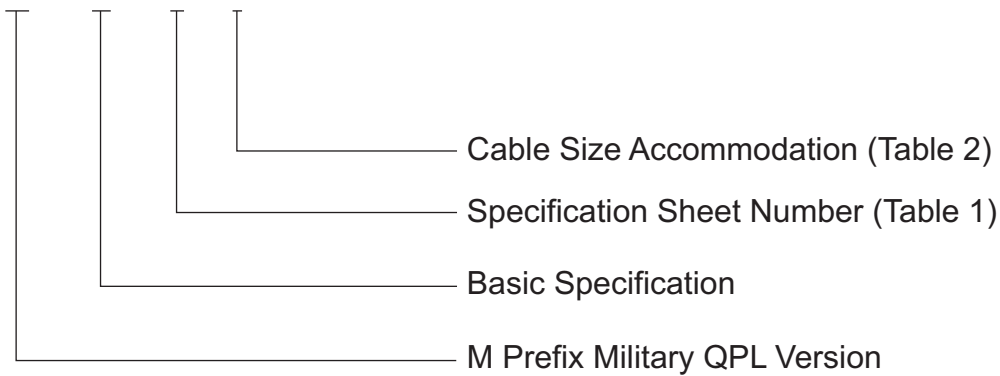 Cable Size Accommodation (Table 2)
Specification Sheet Number (Table 1)
Basic Specification
M Prefix Military QPL Version